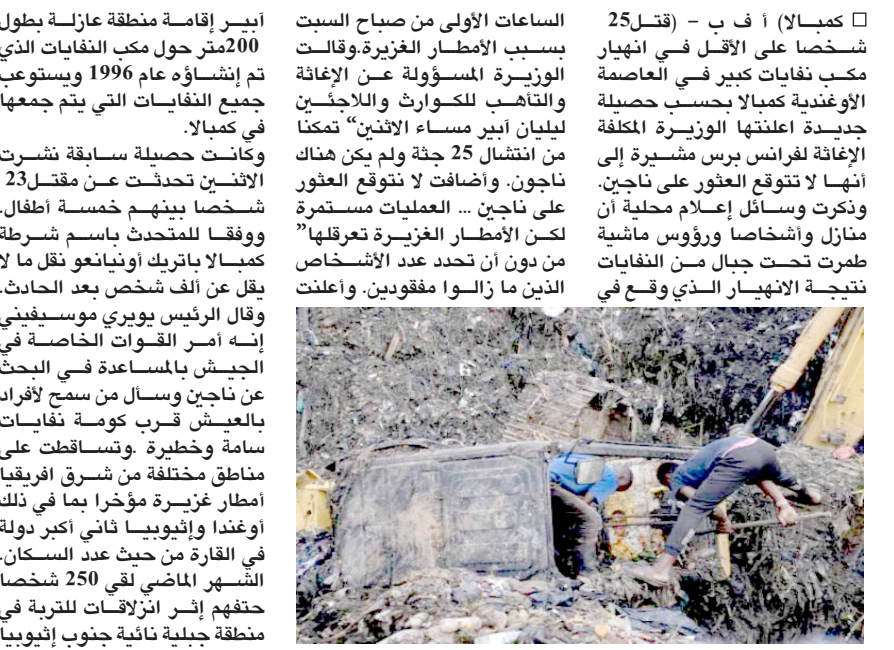 □ كمبالا) أ ف ب – (قتل25
شخصا على الأقل في انهيار
مكب نفايات كبير في العاصمة
الأوغندية كمبالا بحسب حصيلة
جديدة اعلنتها الوزيرة المكلفة
الإغاثة لفرانس برس مشيرة إلى
أنها لا تتوقع العثور على ناجين.
وذكرت وسائل إعلام محلية أن
منازل وأشخاصا ورؤوس ماشية
طمرت تحت جبال من النفايات
نتيجة الانهيار الذي وقع في
الساعات الأولى من صباح السبت
بسبب الأمطار الغزيرة.وقالت
الوزيرة المسؤولة عن الإغاثة
والتأهب للكوارث واللاجئين
ليليان آبير مساء الاثنين“ تمكنا
من انتشال 25 جثة ولم يكن هناك
ناجون. وأضافت لا نتوقع العثور
على ناجين ... العمليات مستمرة
لكن الأمطار الغزيرة تعرقلها”
من دون أن تحدد عدد الأشخاص
الذين ما زالوا مفقودين. وأعلنت
آبير إقامة منطقة عازلة بطول
200متر حول مكب النفايات الذي
تم إنشاؤه عام 1996 ويستوعب
جميع النفايات التي يتم جمعها
في كمبالا.
وكانت حصيلة سابقة نشرت
الاثنين تحدثت عن مقتل23
شخصا بينهم خمسة أطفال.
ووفقا للمتحدث باسم شرطة
كمبالا باتريك أونيانغو نقل ما لا
يقل عن ألف شخص بعد الحادث.
وقال الرئيس يويري موسيفيني
إنه أمر القوات الخاصة في
الجيش بالمساعدة في البحث
عن ناجين وسأل من سمح لأفراد
بالعيش قرب كومة نفايات
سامة وخطيرة .وتساقطت على
مناطق مختلفة من شرق افريقيا
أمطار غزيرة مؤخرا بما في ذلك
أوغندا وإثيوبيا ثاني أكبر دولة
في القارة من حيث عدد السكان.
الشهر الماضي لقي 250 شخصا
حتفهم إثر انزلاقات للتربة في
منطقة جبلية نائية جنوب إثيوبيا